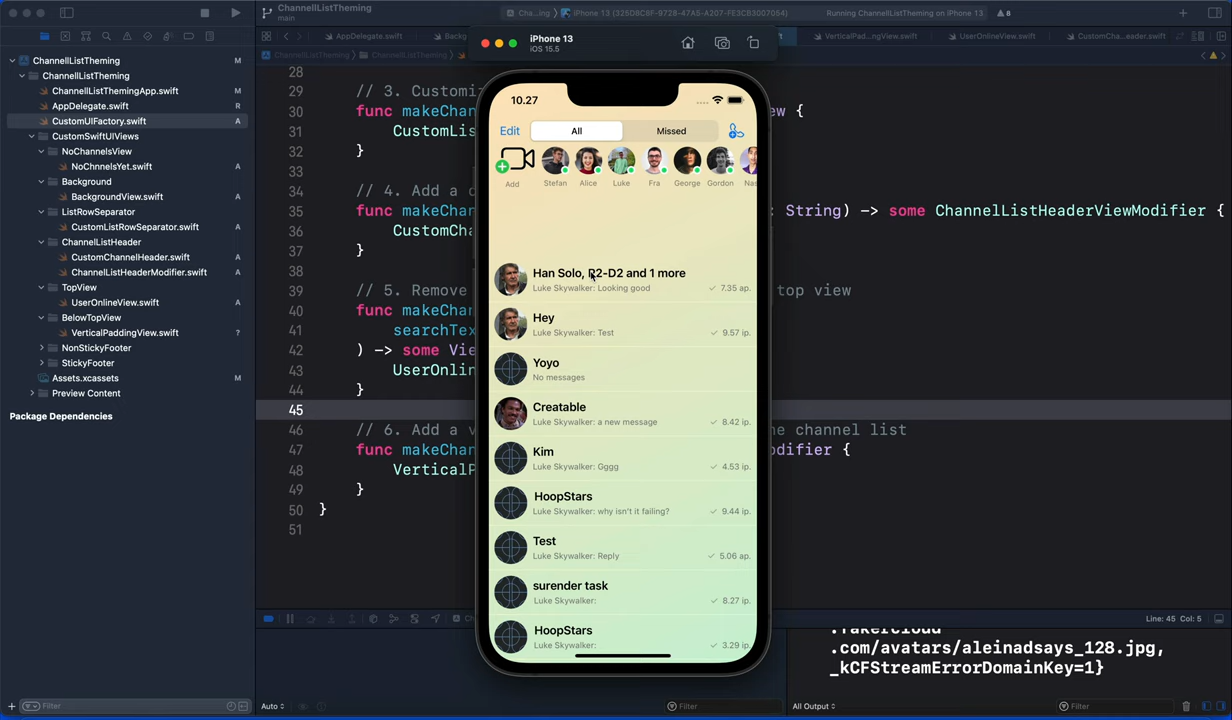 ChannelListTheming
main
Running ChannelListTheming on iPhone 13
8
iPhone 13
iOS 15.5
AppDelegate.swift
UserOnlineView.swift
ChannelListTheming M
ChannelListTheming
ChannelListThemingApp.swift M
AppDelegate.swift R
CustomUIFactory.swift A
CustomSwiftUIViews
NoChannelsView
NoChnnelsYet.swift A
Background
BackgroundView.swift A
ListRowSeparator
CustomListRowSeparator.swift A
ChannelListHeader
CustomChannelHeader.swift A
ChannelListHeaderModifier.swift A
TopView
UserOnlineView.swift A
BelowTopView
VerticalPaddingView.swift ?
NonStickyFooter
StickyFooter
Assets.xcassets M
Preview Content
Package Dependencies
Filter
28
29 // 3. Customiz
30 func makeChan ew {
31 CustomLis
32 }
33
34 // 4. Add a c
35 func makeChan : String) -> some ChannelListHeaderViewModifier {
36 CustomCha
37 }
38
39 // 5. Remove top view
40 func makeChan
41 searchTex
42 ) -> some Vie
43 UserOnlin
44 }
45
46 // 6. Add a v he channel list
47 func makeChan odifier {
48 VerticalP
49 }
50 }
51
10.27
Edit All Missed
Add Stefan Alice Luke Fra George Gordon Nas
Han Solo, R2-D2 and 1 more
Luke Skywalker: Looking good 7.35 ap.
Hey
Luke Skywalker: Test 9.57 ip.
Yoyo
No messages
Creatable
Luke Skywalker: a new message 8.42 ip.
Kim
Luke Skywalker: Gggg 4.53 ip.
HoopStars
Luke Skywalker: why isn't it failing? 9.44 ip.
Test
Luke Skywalker: Reply 5.06 ap.
surender task
Luke Skywalker: 8.27 ip.
HoopStars
Luke Skywalker: 3.29 ip.
Line: 45 Col: 5
.com/avatars/aleinadsays_128.jpg,
_kCFStreamErrorDomainKey=1}
Auto
Filter
All Output
Filter